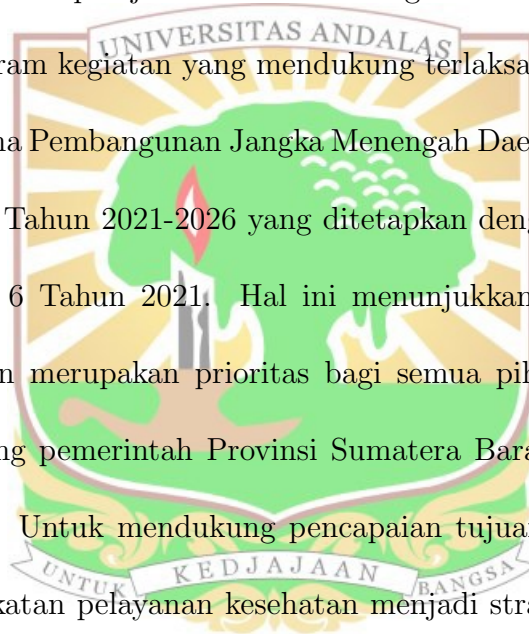 UNIVERSITAS ANDALAS
ram kegiatan yang mendukung terlaksa
na Pembangunan Jangka Menengah Dae
Tahun 2021-2026 yang ditetapkan deng
6 Tahun 2021. Hal ini menunjukkan
n merupakan prioritas bagi semua pih
ng pemerintah Provinsi Sumatera Bara
Untuk mendukung pencapaian tujuan
UNTUK KEDJAJAAN BANGSA
katan pelayanan kesehatan menjadi stra